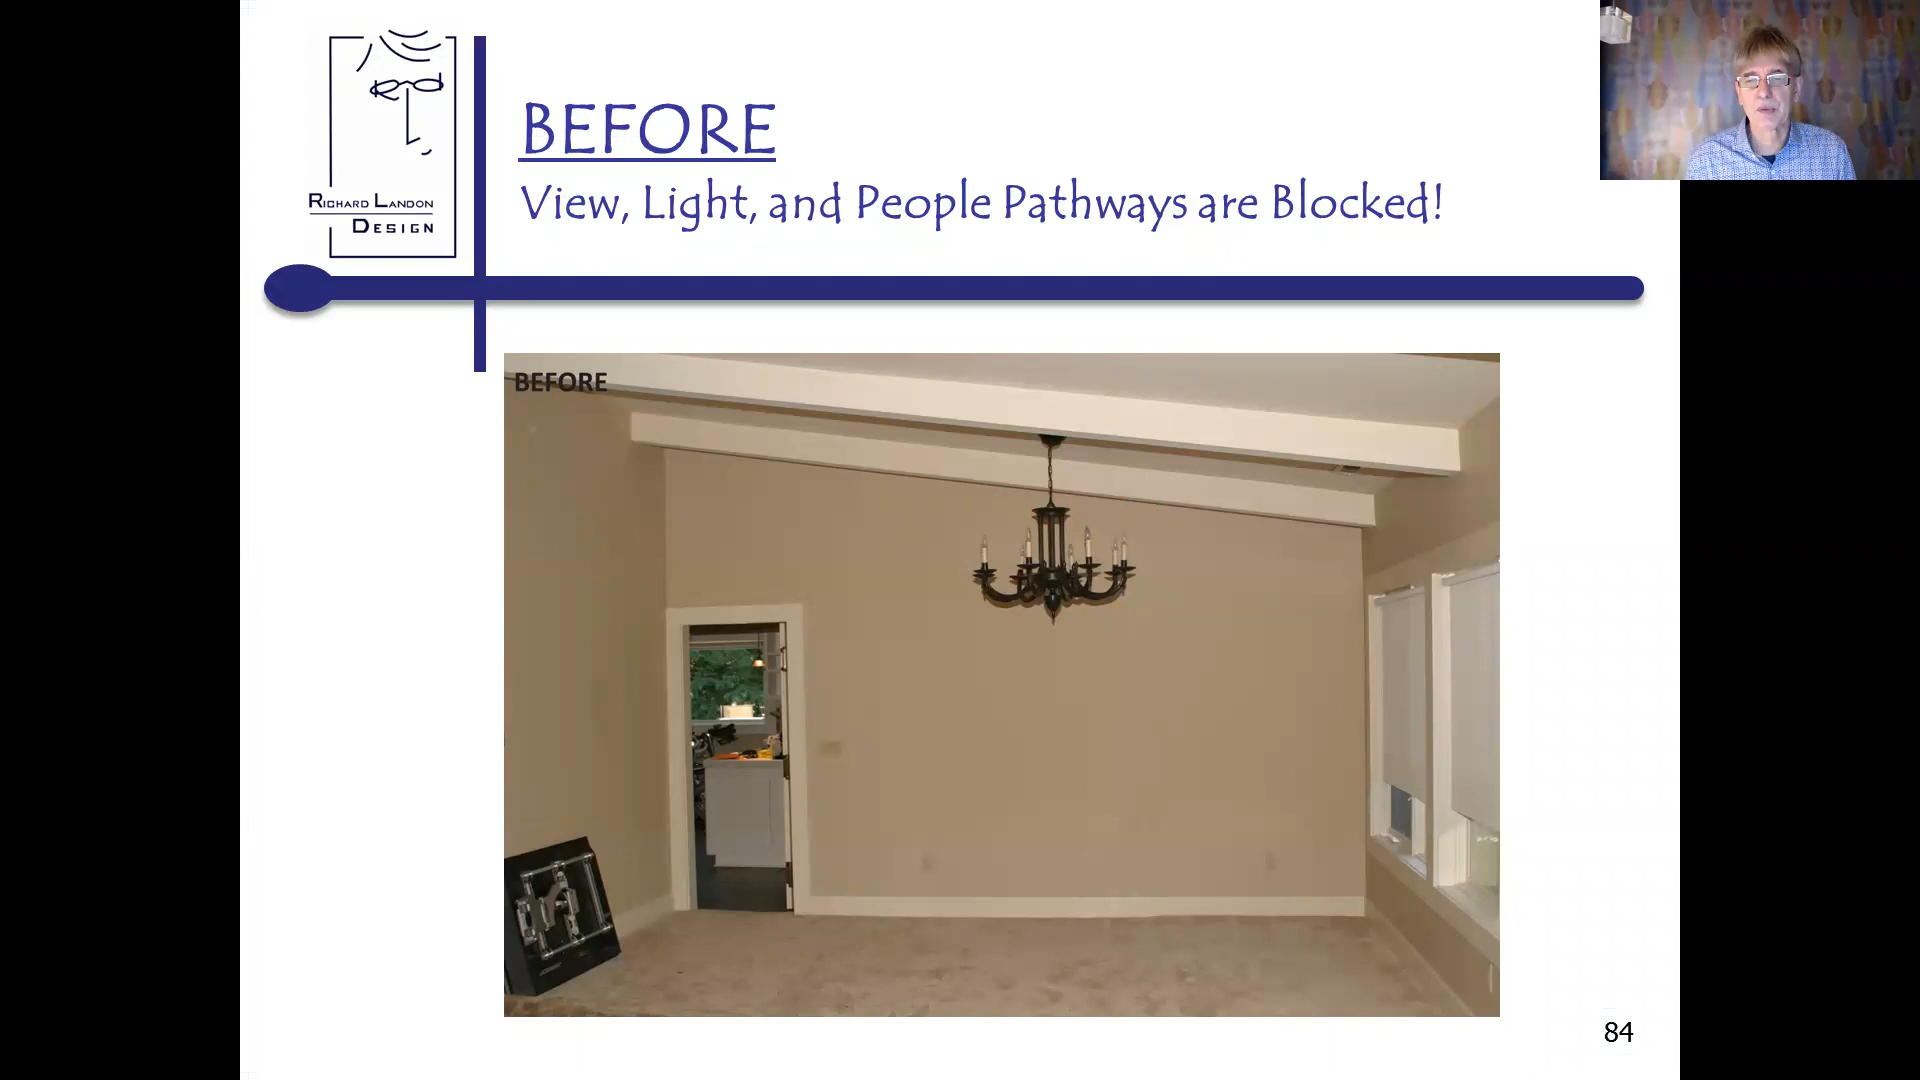 RICHARD LANDON
DESIGN
BEFORE
View, Light, and People Pathways are Blocked!
BEFORE
84